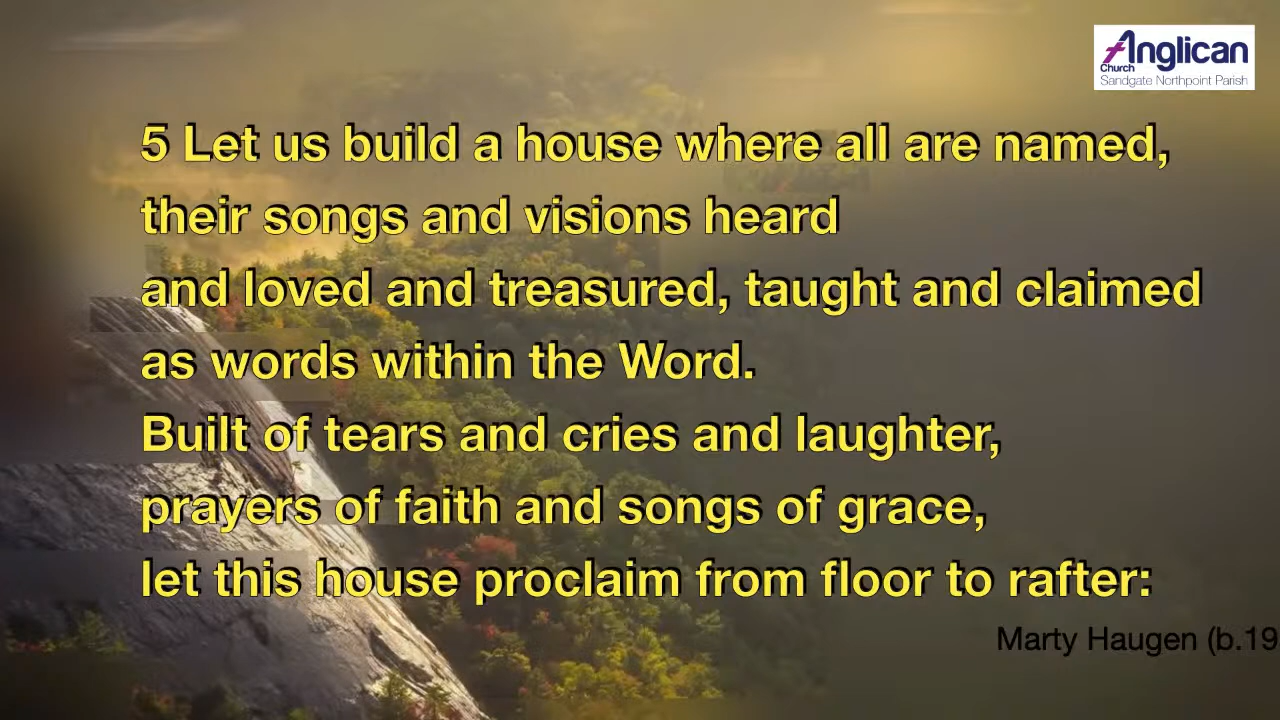 Anglican
Church
Sandgate Northpoint Parish
5 Let us build a house where all are named,
their songs and visions heard
and loved and treasured, taught and claimed
as words within the Word.
Built of tears and cries and laughter,
prayers of faith and songs of grace,
let this house proclaim from floor to rafter:
Marty Haugen (b.19